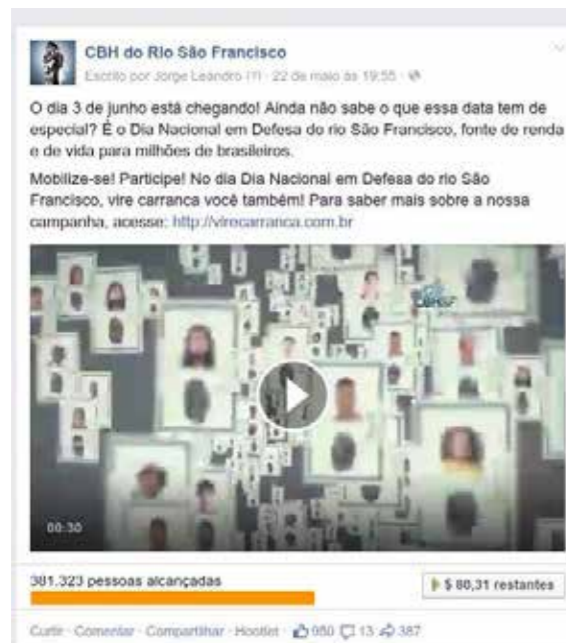 CBH do Rio São Francisco
Escrito por Jorge Leandro [?] · 22 de maio às 19:55 ·
O dia 3 de junho está chegando! Ainda não sabe o que essa data tem de
especial? É o Dia Nacional em Defesa do rio São Francisco, fonte de renda
e de vida para milhões de brasileiros.
Mobilize-se! Participe! No dia Dia Nacional em Defesa do rio São
Francisco, vire carranca você também! Para saber mais sobre a nossa
campanha, acesse: http://virecarranca.com.br
CBHSF
00:30
381.323 pessoas alcançadas
$ 80,31 restantes
Curtir · Comentar · Compartilhar · Hootlet · 950 13 387